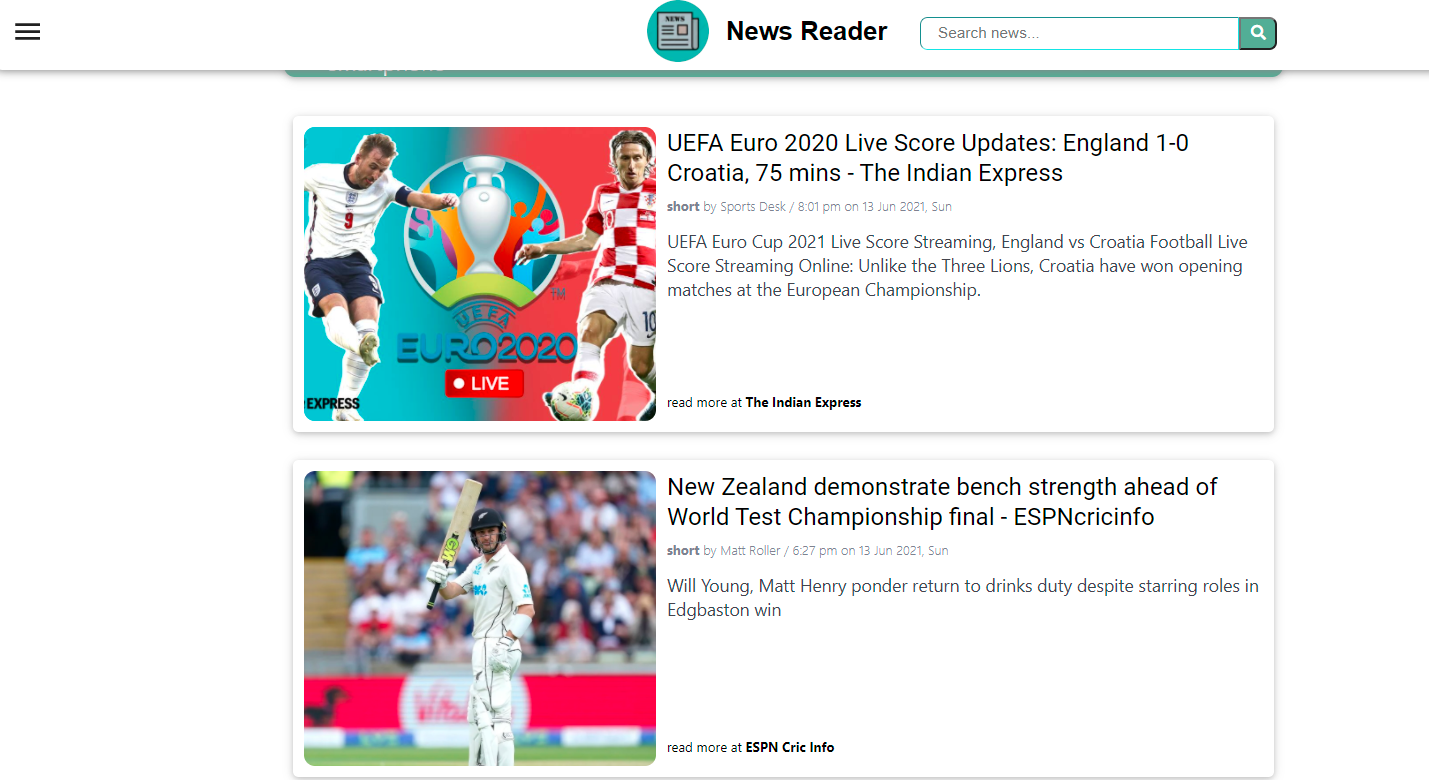 NEWS
News Reader
Search news...
smartphone
UEFA Euro 2020 Live Score Updates: England 1-0
Croatia, 75 mins - The Indian Express
short by Sports Desk / 8:01 pm on 13 Jun 2021, Sun
UEFA Euro Cup 2021 Live Score Streaming, England vs Croatia Football Live
Score Streaming Online: Unlike the Three Lions, Croatia have won opening
matches at the European Championship.
read more at The Indian Express
9
10
TM
UEFA
EURO2020
LIVE
EXPRESS
New Zealand demonstrate bench strength ahead of
World Test Championship final - ESPNcricinfo
short by Matt Roller / 6:27 pm on 13 Jun 2021, Sun
Will Young, Matt Henry ponder return to drinks duty despite starring roles in
Edgbaston win
read more at ESPN Cric Info
GM